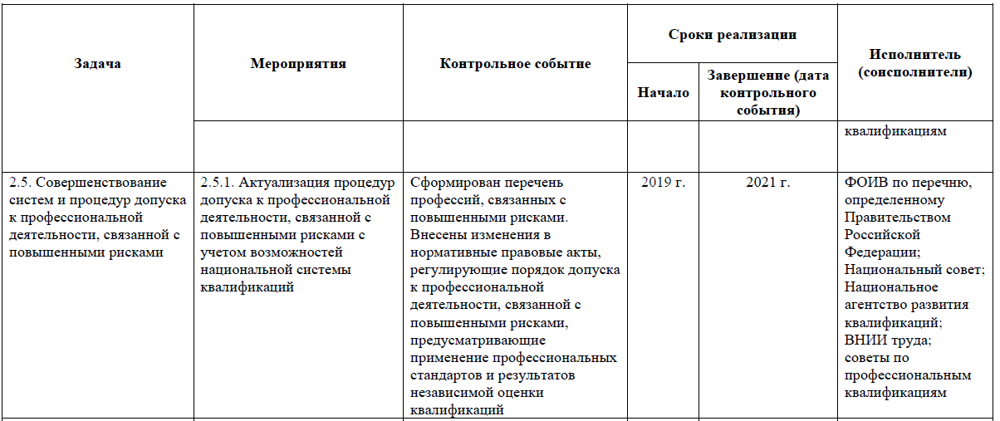 Задача
Мероприятия
Контрольное событие
Сроки реализации
Начало
Завершение (дата
контрольного
события)
Исполнитель
(соисполнители)
квалификациям
2.5. Совершенствование
систем и процедур допуска
к профессиональной
деятельности, связанной с
повышенными рисками
2.5.1. Актуализация процедур
допуска к профессиональной
деятельности, связанной с
повышенными рисками с
учетом возможностей
национальной системы
квалификаций
Сформирован перечень
профессий, связанных с
повышенными рисками.
Внесены изменения в
нормативные правовые акты,
регулирующие порядок допуска
к профессиональной
деятельности, связанной с
повышенными рисками,
предусматривающие
применение профессиональных
стандартов и результатов
независимой оценки
квалификаций
2019 г.
2021 г.
ФОИВ по перечню,
определенному
Правительством
Российской
Федерации;
Национальный совет;
Национальное
агентство развития
квалификаций;
ВНИИ труда;
советы по
профессиональным
квалификациям